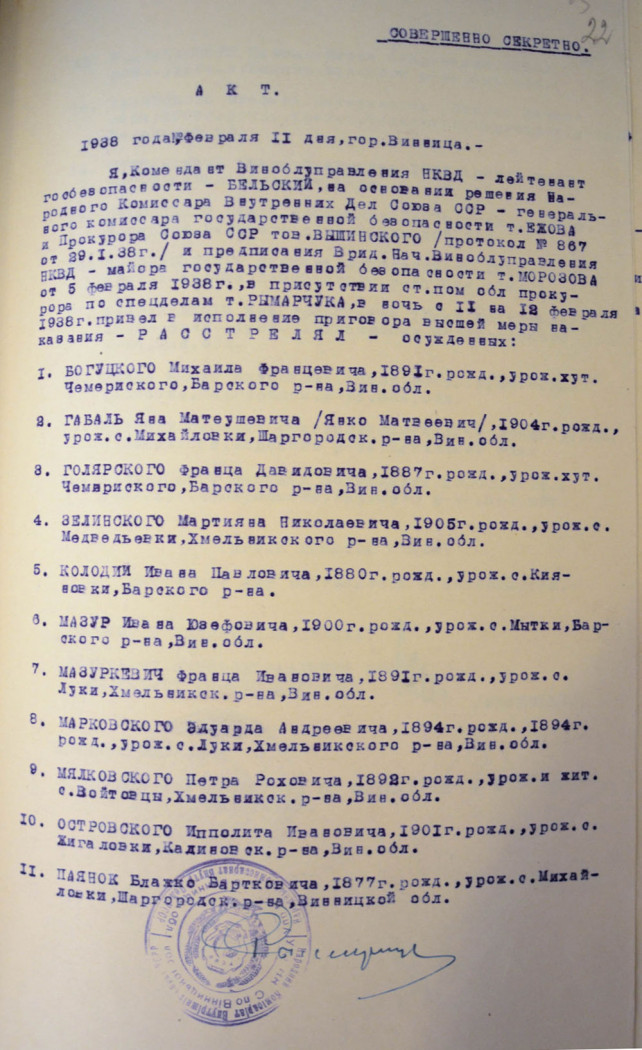 22
СОВЕРШЕННО СЕКРЕТНО.
А К Т.
1938 года, февраля 11 дня, гор. Винница.-
Я, Комендант Виноблуправления НКВД - лейтенант
госбезопасности - БЕЛЬСКИЙ, на основании решения На-
родного Комиссара Внутренних Дел Союза ССР - генераль-
ного комиссара государственной безопасности т. ЕЖОВА
и Прокурора Союза ССР тов. ВЫШИНСКОГО /протокол № 867
от 29.1.38г./ и предписания Врид. Нач. Виноблуправления
НКВД - майора государственной безопасности т. МОРОЗОВА
от 5 февраля 1938г., в присутствии ст. пом обл проку-
рора по спецделам т. РЫМАРЧУКА, в ночь с 11 на 12 февраля
1938г. привел в исполнение приговора высшей меры на-
казания - Р А С С Т Р Е Л Я Л - осужденных:
1. БОГУЦКОГО Михаила Францевича, 1891г. рожд., урож. хут.
Чемериского, Барского р-на, Вин. обл.
2. ГАБАЛЬ Яна Матеушевича /Янко Матвеевич/, 1904г. рожд.,
урож. с. Михайловки, Шаргородск. р-на, Вин. обл.
3. ГОЛЯРСКОГО Франца Давидовича, 1887г. рожд., урож. хут.
Чемериского, Барского р-на, Вин. обл.
4. ЗЕЛИНСКОГО Мартияна Николаевича, 1905г. рожд., урож. с.
Медведьевки, Хмельникского р-на, Вин. обл.
5. КОЛОДИЙ Ивана Павловича, 1880г. рожд., урож. с. Кия-
новки, Барского р-на.
6. МАЗУР Ивана Юзефовича, 1900г. рожд., урож. с. Мытки, Бар-
ского р-на, Вин. обл.
7. МАЗУРКЕВИЧ Франца Ивановича, 1891г. рожд., урож. с.
Луки, Хмельникск. р-на, Вин. обл.
8. МАРКОВСКОГО Эдуарда Андреевича, 1894г. рожд., 1894г.
рожд., урож. с. Луки, Хмельникского р-на, Вин. обл.
9. МЯЛКОВСКОГО Петра Роховича, 1892г. рожд., урож. и жит.
с. Войтовцы, Хмельникск. р-на, Вин. обл.
10. ОСТРОВСКОГО Ипполита Ивановича, 1901г. рожд., урож. с.
Жигаловки, Калиновск. р-на, Вин. обл.
11. ПАЯНОК Блажко Вартковича, 1877г. рожд., урож. с. Михай-
ловки, Шаргородск. р-на, Винницкой обл.